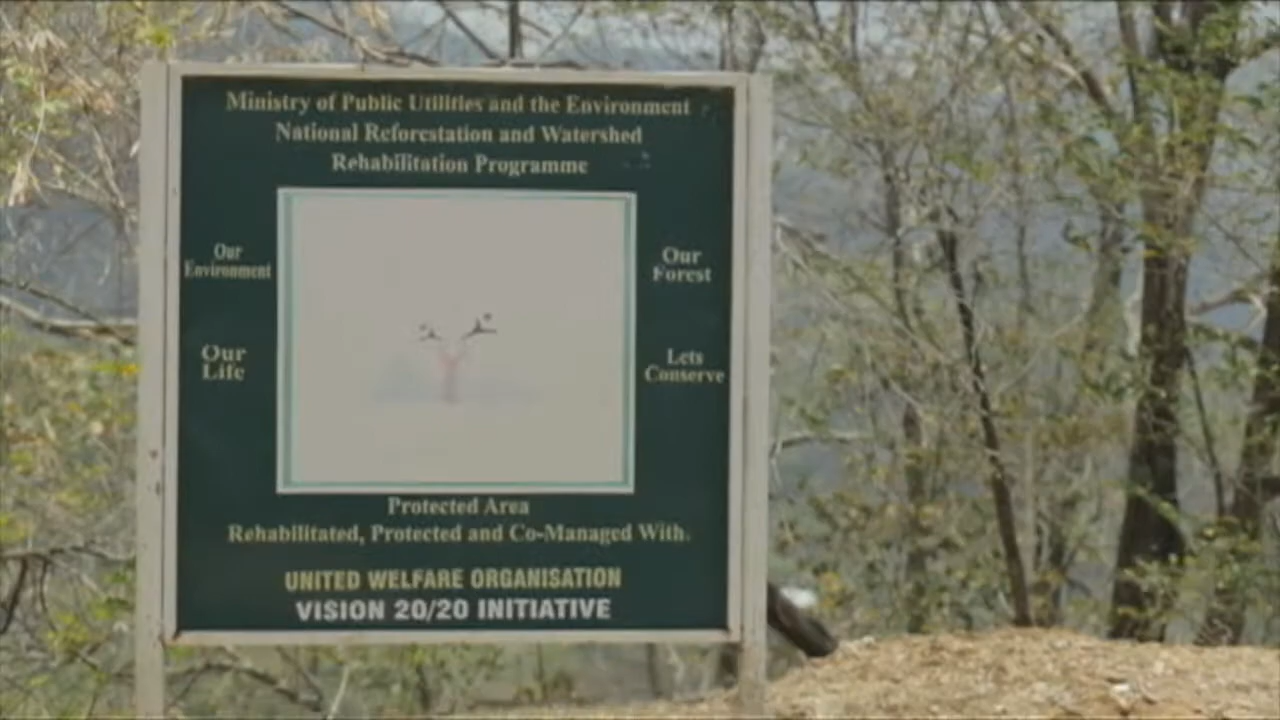 Ministry of Public Utilities and the Environment
National Reforestation and Watershed
Rehabilitation Programme
Our
Environment
Our
Forest
Our
Life
Lets
Conserve
Protected Area
Rehabilitated, Protected and Co-Managed With.
UNITED WELFARE ORGANISATION
VISION 20/20 INITIATIVE